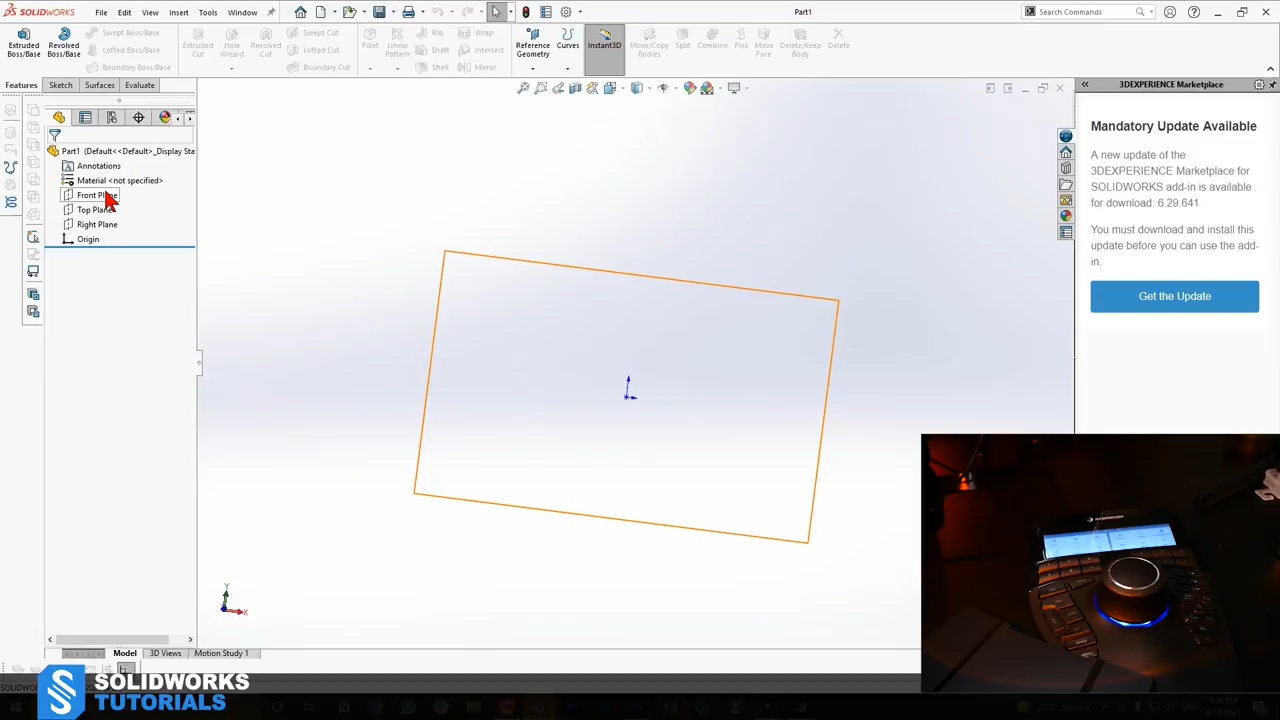 SOLIDWORKS
File
Edit
View
Insert
Tools
Window
Part1
Search Commands
Extruded Boss/Base
Revolved Boss/Base
Swept Boss/Base
Lofted Boss/Base
Boundary Boss/Base
Extruded Cut
Hole Wizard
Revolved Cut
Swept Cut
Lofted Cut
Boundary Cut
Fillet
Linear Pattern
Rib
Draft
Shell
Wrap
Intersect
Mirror
Reference Geometry
Curves
Instant3D
Move/Copy Bodies
Split
Combine
Flex
Move Face
Delete/Keep Body
Delete
Features
Sketch
Surfaces
Evaluate
3DEXPERIENCE Marketplace
Part1 (Default<<Default>_Display Sta
Annotations
Material <not specified>
Front Plane
Top Plane
Right Plane
Origin
Mandatory Update Available
A new update of the
3DEXPERIENCE Marketplace for
SOLIDWORKS add-in is available
for download: 6.29.641
You must download and install this
update before you can use the add-
in.
Get the Update
Y
X
Model
3D Views
Motion Study 1
SOLIDWORKS
TUTORIALS